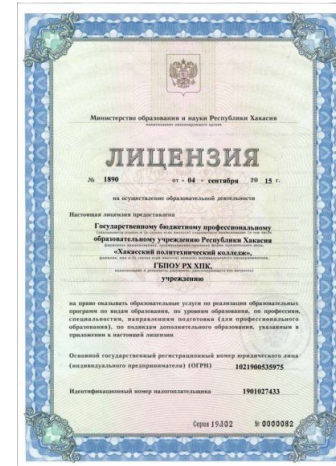 Министерство образования и науки Республики Хакасия
наименование лицензирующего органа
ЛИЦЕНЗИЯ
№ 1890 от « 04 » сентября 20 15 г.
на осуществление образовательной деятельности
Настоящая лицензия предоставлена
Государственному бюджетному профессиональному
образовательному учреждению Республики Хакасия
«Хакасский политехнический колледж»,
ГБПОУ РХ ХПК,
учреждению
на право оказывать образовательные услуги по реализации образовательных
программ по видам образования, по уровням образования, по профессиям,
специальностям, направлениям подготовки (для профессионального
образования), по подвидам дополнительного образования, указанным в
приложении к настоящей лицензии
Основной государственный регистрационный номер юридического лица
(индивидуального предпринимателя) (ОГРН) 1021900535975
Идентификационный номер налогоплательщика 1901027433
Серия 19Л02 № 0000082